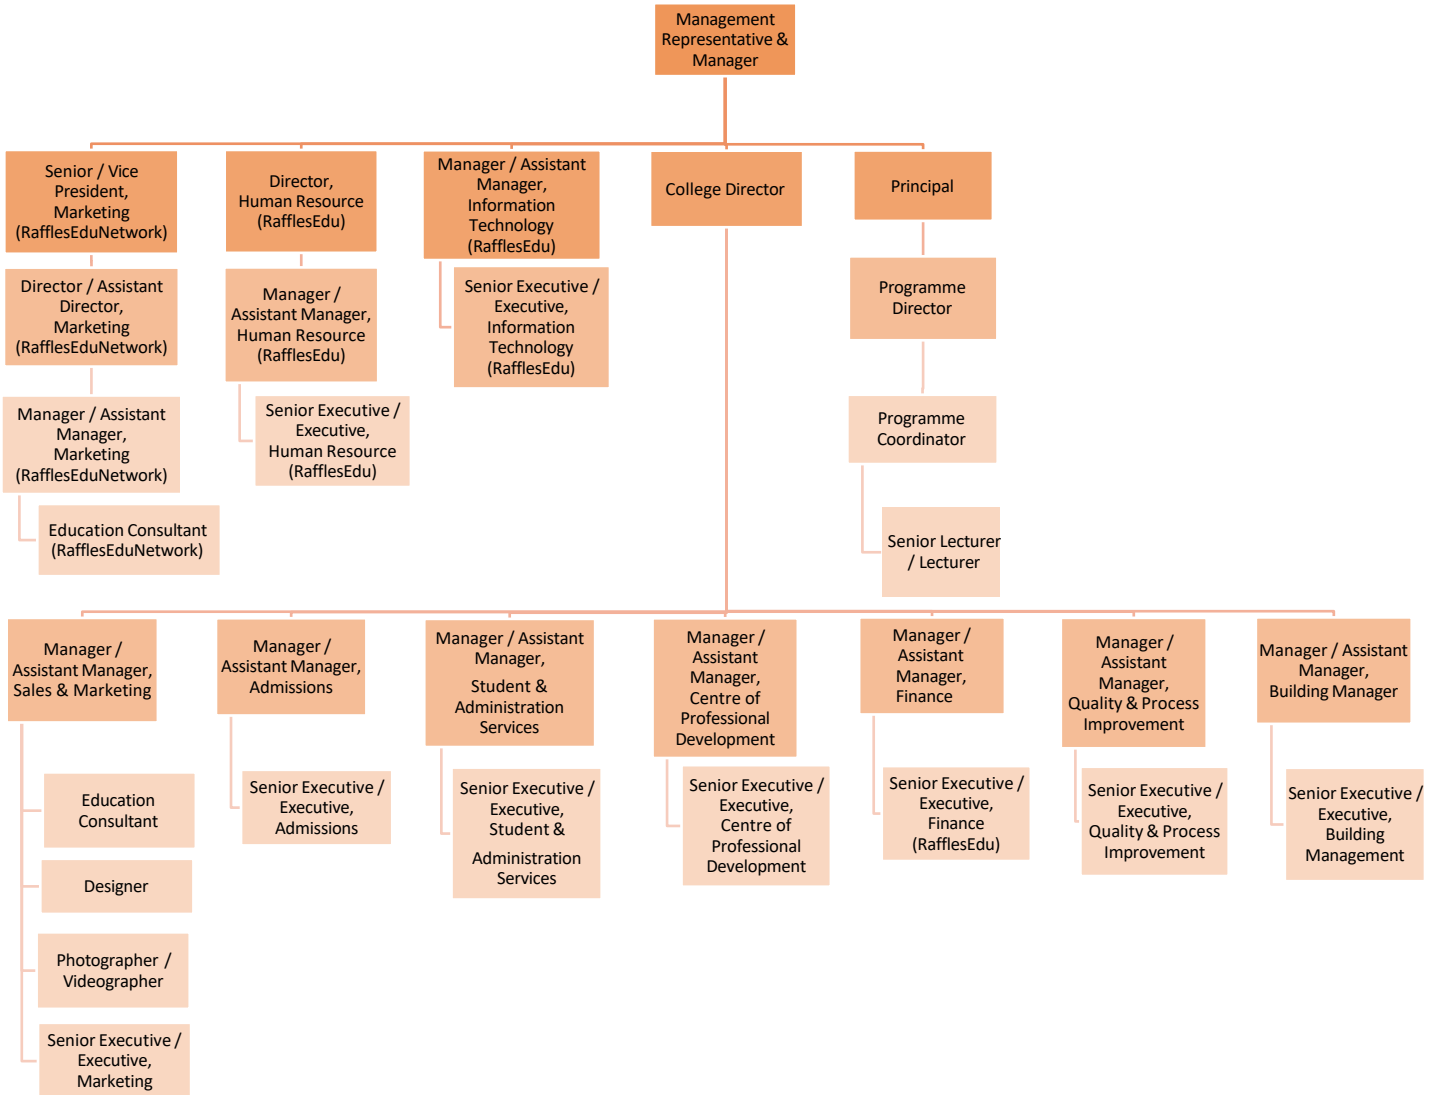 Management
Representative &
Manager
Senior / Vice
President,
Marketing
(RafflesEduNetwork)
Director,
Human Resource
(RafflesEdu)
Manager / Assistant
Manager,
Information
Technology
(RafflesEdu)
College Director
Principal
Director / Assistant
Director,
Marketing
(RafflesEduNetwork)
Manager /
Assistant Manager,
Human Resource
(RafflesEdu)
Senior Executive /
Executive,
Information
Technology
(RafflesEdu)
Programme
Director
Manager / Assistant
Manager,
Marketing
(RafflesEduNetwork)
Senior Executive /
Executive,
Human Resource
(RafflesEdu)
Programme
Coordinator
Education Consultant
(RafflesEduNetwork)
Senior Lecturer
/ Lecturer
Manager /
Assistant Manager,
Sales & Marketing
Manager /
Assistant Manager,
Admissions
Manager / Assistant
Manager,
Student &
Administration
Services
Manager /
Assistant
Manager,
Centre of
Professional
Development
Manager /
Assistant
Manager,
Finance
Manager /
Assistant
Manager,
Quality & Process
Improvement
Manager / Assistant
Manager,
Building Manager
Education
Consultant
Designer
Photographer /
Videographer
Senior Executive /
Executive,
Marketing
Senior Executive /
Executive,
Admissions
Senior Executive /
Executive,
Student &
Administration
Services
Senior Executive /
Executive,
Centre of
Professional
Development
Senior Executive /
Executive,
Finance
(RafflesEdu)
Senior Executive /
Executive,
Quality & Process
Improvement
Senior Executive /
Executive,
Building
Management